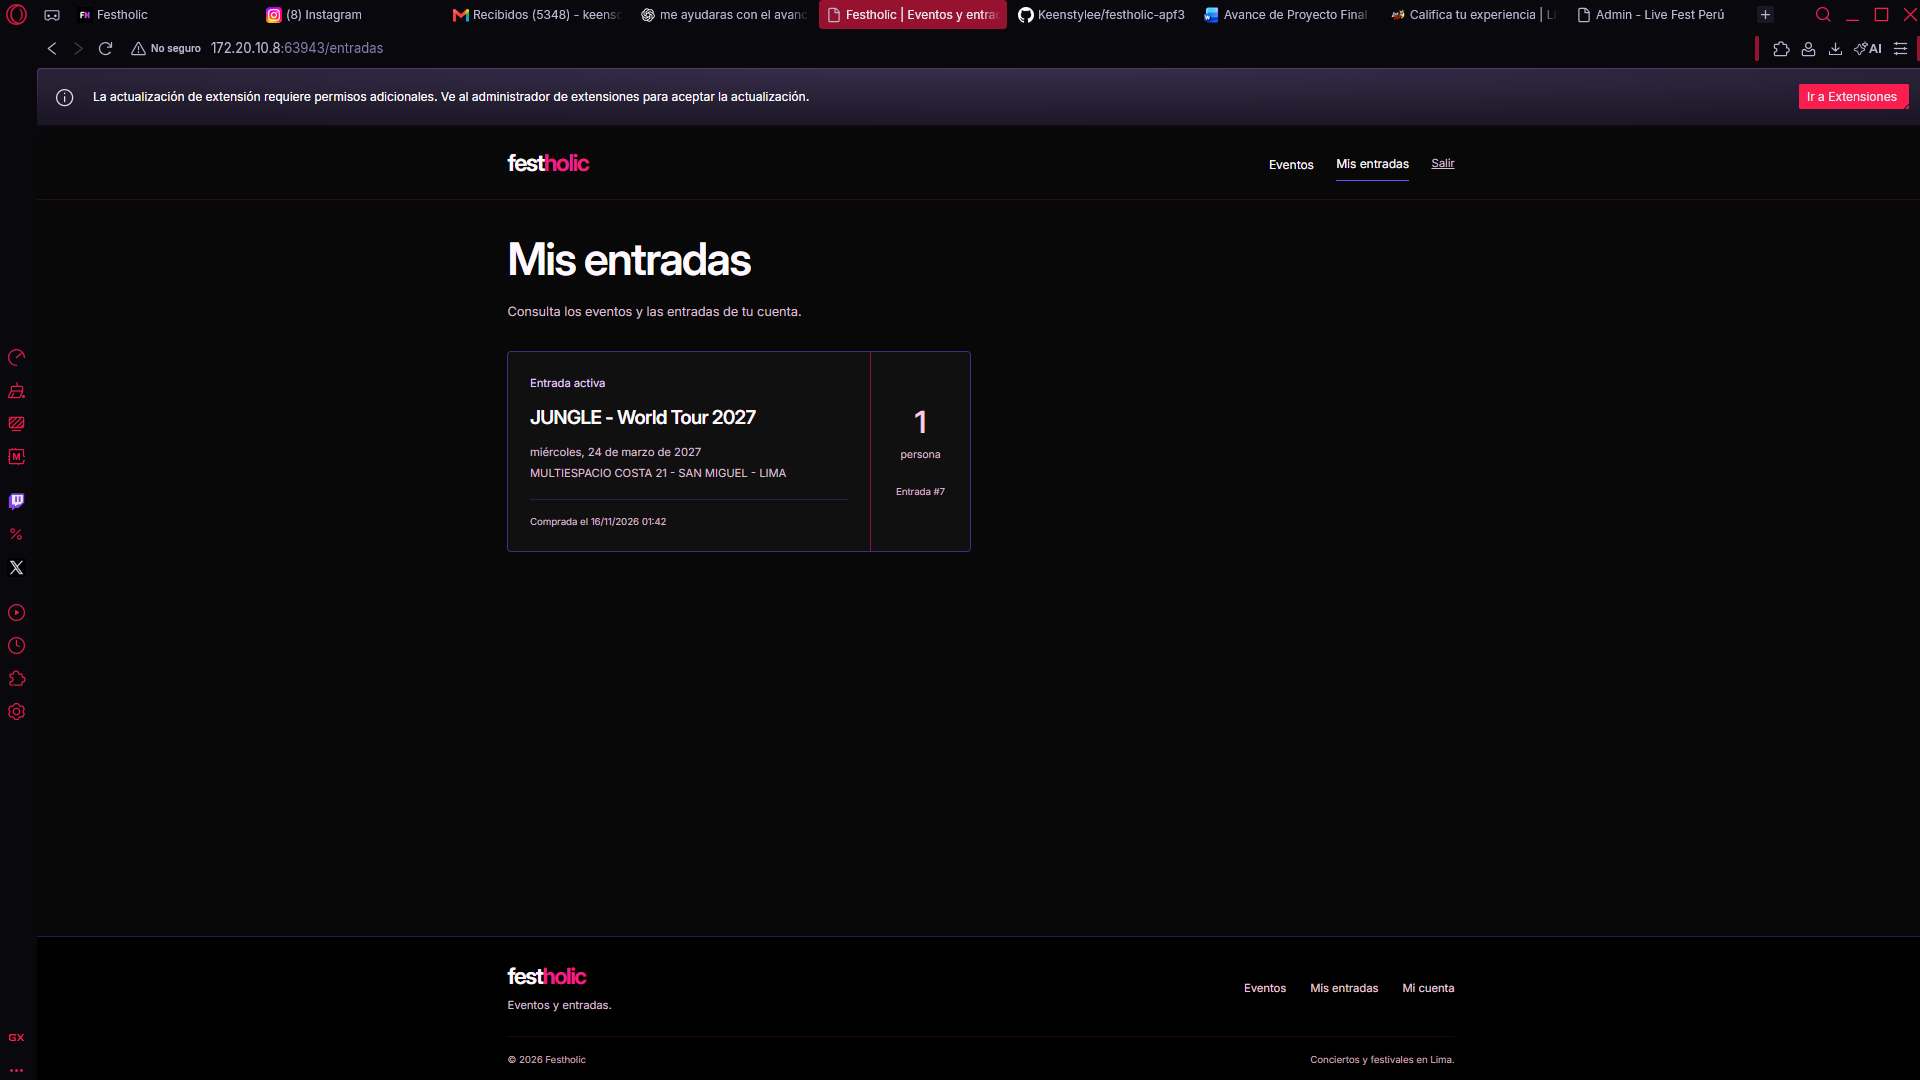 Festholic
(8) Instagram
Recibidos (5348) - keensc
me ayudaras con el avanc
Festholic | Eventos y entra
Keenstylee/festholic-apf3
Avance de Proyecto Final
Califica tu experiencia | Li
Admin - Live Fest Perú
No seguro
172.20.10.8:63943/entradas
AI
La actualización de extensión requiere permisos adicionales. Ve al administrador de extensiones para aceptar la actualización.
Ir a Extensiones
festholic
Eventos
Mis entradas
Salir
Mis entradas
Consulta los eventos y las entradas de tu cuenta.
Entrada activa
JUNGLE - World Tour 2027
miércoles, 24 de marzo de 2027
MULTIESPACIO COSTA 21 - SAN MIGUEL - LIMA
Comprada el 16/11/2026 01:42
1
persona
Entrada #7
festholic
Eventos y entradas.
Eventos
Mis entradas
Mi cuenta
© 2026 Festholic
Conciertos y festivales en Lima.
GX